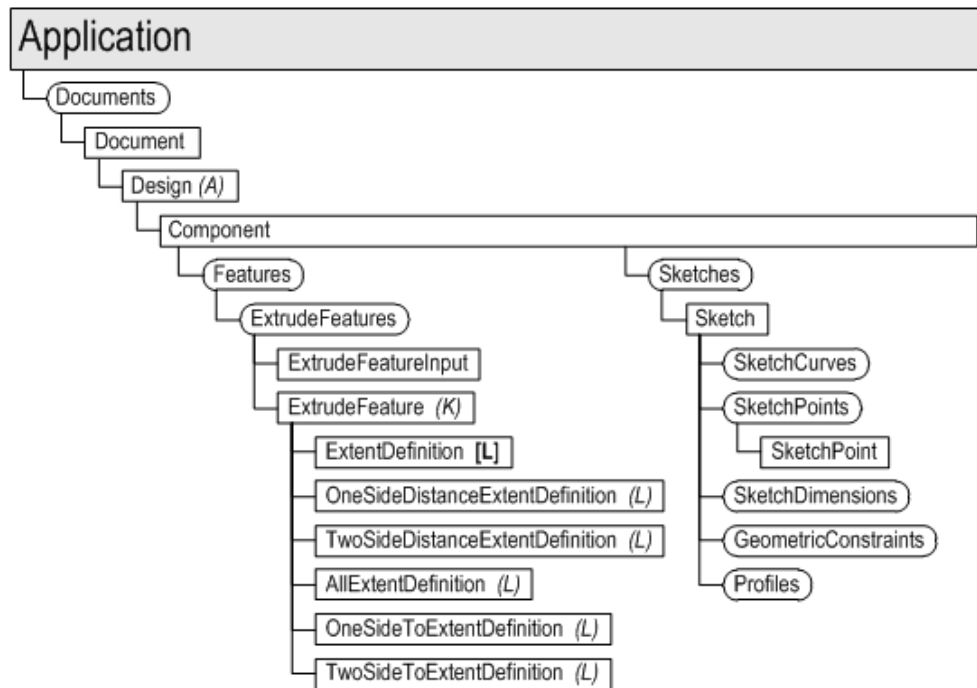 Application
Documents
Document
Design (A)
Component
Features
Sketches
ExtrudeFeatures
Sketch
ExtrudeFeatureInput
SketchCurves
ExtrudeFeature (K)
SketchPoints
ExtentDefinition [L]
SketchPoint
OneSideDistanceExtentDefinition (L)
SketchDimensions
TwoSideDistanceExtentDefinition (L)
GeometricConstraints
AllExtentDefinition (L)
Profiles
OneSideToExtentDefinition (L)
TwoSideToExtentDefinition (L)